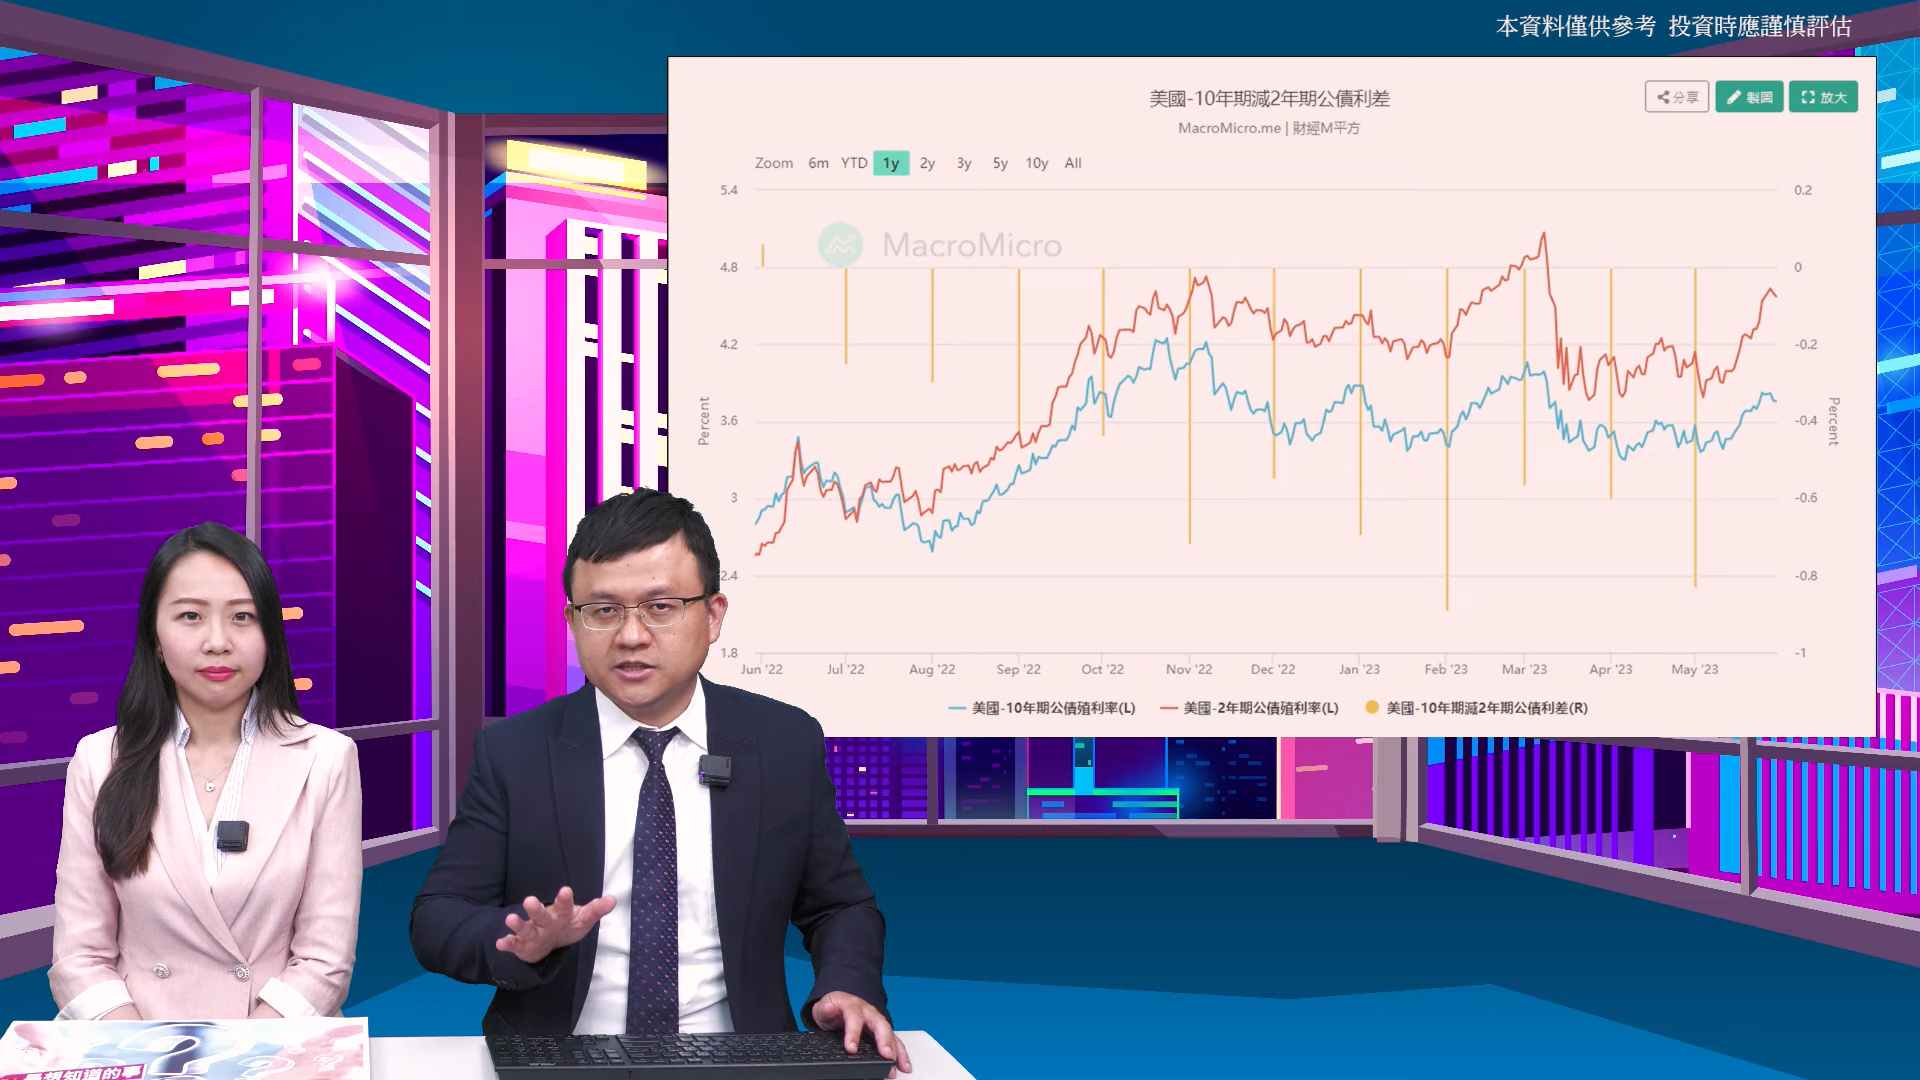 本資料僅供參考 投資時應謹慎評估
美國-10年期減2年期公債利差
MacroMicro.me | 財經M平方
分享 製圖 放大
Zoom 6m YTD 1y 2y 3y 5y 10y All
5.4 0.2
MacroMicro
4.8 0
4.2 -0.2
3.6 -0.4
Percent Percent
3 -0.6
2.4 -0.8
1.8 -1
Jun '22 Jul '22 Aug '22 Sep '22 Oct '22 Nov '22 Dec '22 Jan '23 Feb '23 Mar '23 Apr '23 May '23
美國-10年期公債殖利率(L) 美國-2年期公債殖利率(L) 美國-10年期減2年期公債利差(R)
想知道的事